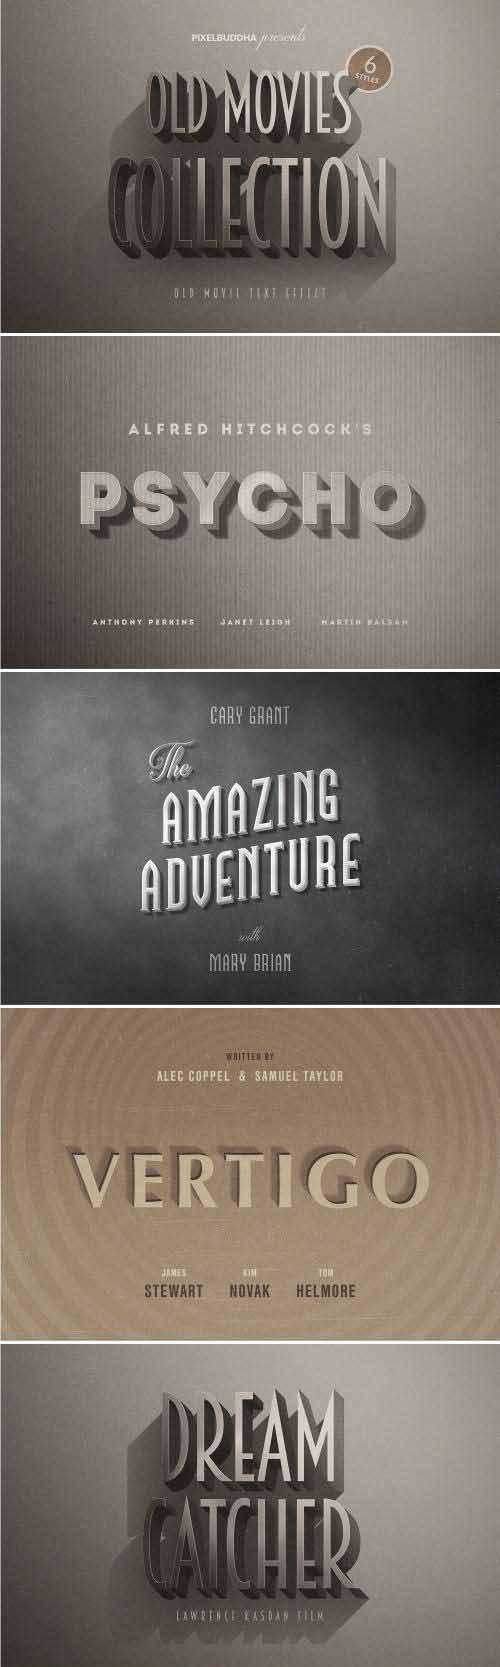 PIXELBUDDHA presents
6
STYLES
OLD MOVIES
COLLECTION
OLD MOVIE TEXT EFFECT
ALFRED HITCHCOCK'S
PSYCHO
ANTHONY PERKINS JANET LEIGH MARTIN BALSAM
CARY GRANT
The
AMAZING
ADVENTURE
with
MARY BRIAN
WRITTEN BY
ALEC COPPEL & SAMUEL TAYLOR
VERTIGO
JAMES KIM TOM
STEWART NOVAK HELMORE
DREAM
CATCHER
LAWRENCE KASDAN FILM